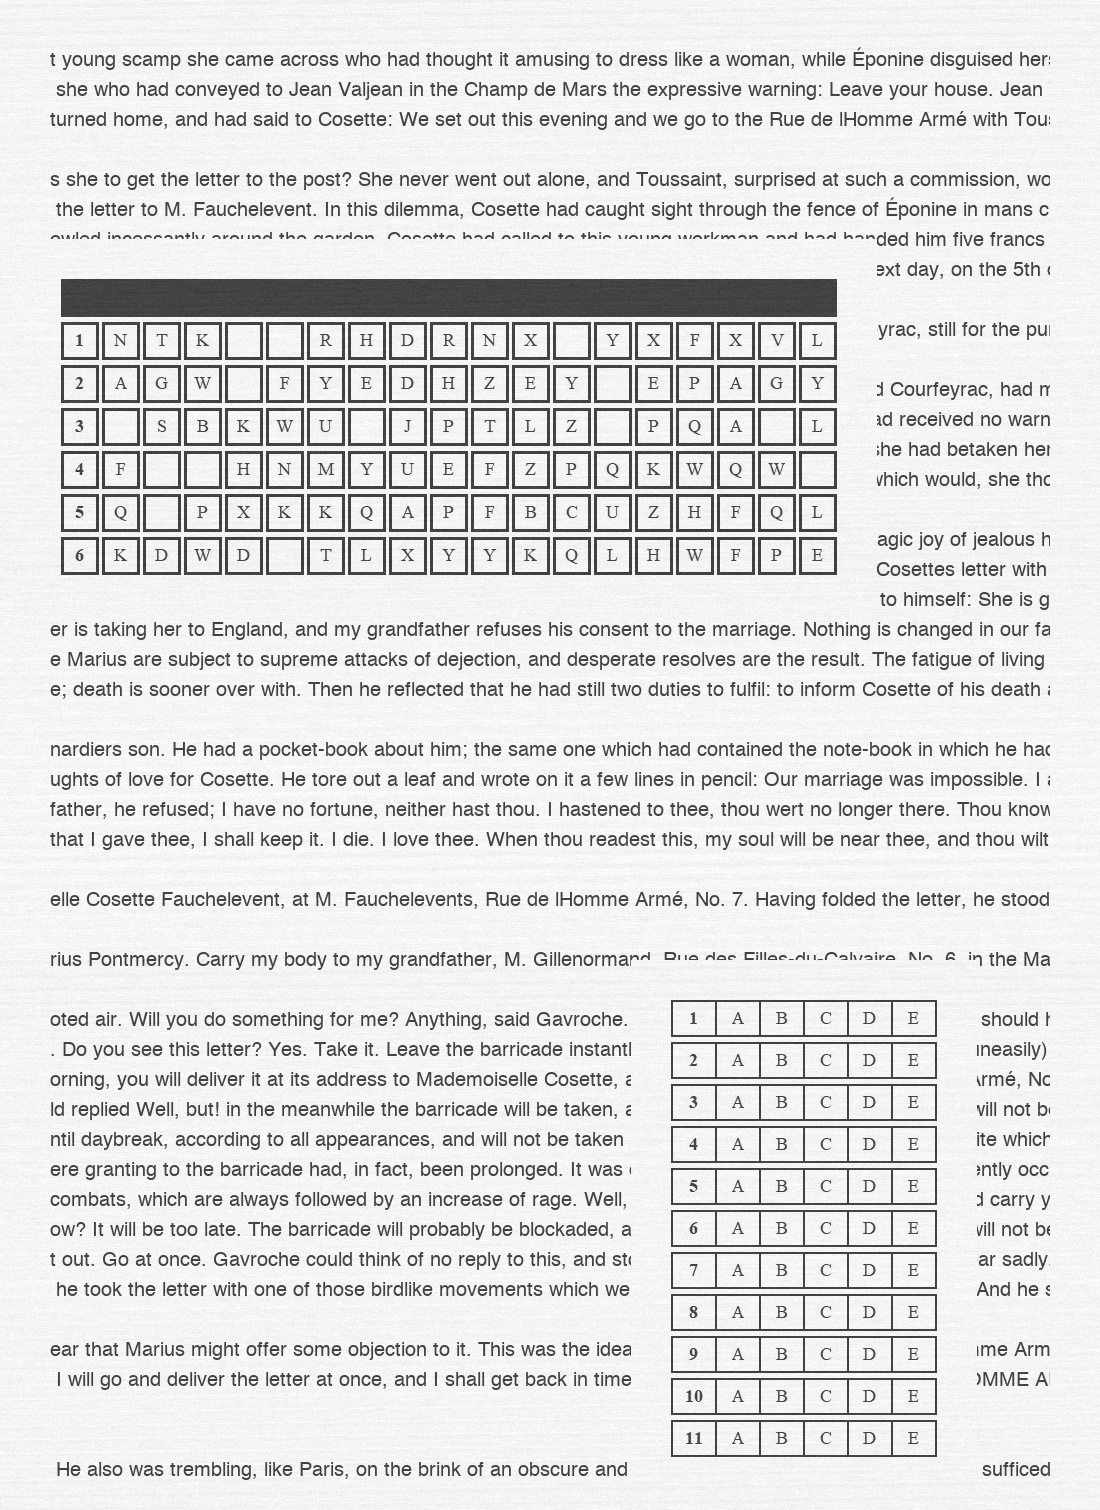 t young scamp she came across who had thought it amusing to dress like a woman, while Éponine disguised
she who had conveyed to Jean Valjean in the Champ de Mars the expressive warning: Leave your house. Jean
turned home, and had said to Cosette: We set out this evening and we go to the Rue de lHomme Armé with
s she to get the letter to the post? She never went out alone, and Toussaint, surprised at such a commission,
the letter to M. Fauchelevent. In this dilemma, Cosette had caught sight through the fence of Éponine in mans
owled incessantly around the garden. Cosette had called to this young workman and had handed him five francs
ext day, on the 5th
1 N T K R H D R N X Y X F X V L
yrac, still for the
2 A G W F Y E D H Z E Y E P A G Y
Courfeyrac, had
3 S B K W U J P T L Z P Q A L
received no
4 F H N M Y U E F Z P Q K W Q W
she had betaken
which would, she
5 Q P X K K Q A P F B C U Z H F Q L
agic joy of jealous
6 K D W D T L X Y Y K Q L H W F P E
Cosettes letter with
to himself: She is
er is taking her to England, and my grandfather refuses his consent to the marriage. Nothing is changed in our
e Marius are subject to supreme attacks of dejection, and desperate resolves are the result. The fatigue of living
e; death is sooner over with. Then he reflected that he had still two duties to fulfil: to inform Cosette of his death
nardiers son. He had a pocket-book about him; the same one which had contained the note-book in which he
ughts of love for Cosette. He tore out a leaf and wrote on it a few lines in pencil: Our marriage was impossible. I
father, he refused; I have no fortune, neither hast thou. I hastened to thee, thou wert no longer there. Thou
that I gave thee, I shall keep it. I die. I love thee. When thou readest this, my soul will be near thee, and thou wilt
elle Cosette Fauchelevent, at M. Fauchelevents, Rue de lHomme Armé, No. 7. Having folded the letter, he stood
rius Pontmercy. Carry my body to my grandfather, M. Gillenormand, Rue des Filles-du-Calvaire, No. 6, in the Ma
oted air. Will you do something for me? Anything, said Gavroche. 1 A B C D E should
. Do you see this letter? Yes. Take it. Leave the barricade 2 A B C D E uneasily)
orning, you will deliver it at its address to Mademoiselle Cosette, Armé,
3 A B C D E
ld replied Well, but! in the meanwhile the barricade will be taken, will not
ntil daybreak, according to all appearances, and will not be taken 4 A B C D E ite which
ere granting to the barricade had, in fact, been prolonged. It was ently
5 A B C D E
combats, which are always followed by an increase of rage. Well, carry
ow? It will be too late. The barricade will probably be blockaded, 6 A B C D E will not
t out. Go at once. Gavroche could think of no reply to this, and 7 A B C D E ar sadly.
he took the letter with one of those birdlike movements which we And he
8 A B C D E
ear that Marius might offer some objection to it. This was the idea 9 A B C D E
I will go and deliver the letter at once, and I shall get back in time 10 A B C D E
11 A B C D E
He also was trembling, like Paris, on the brink of an obscure and sufficed